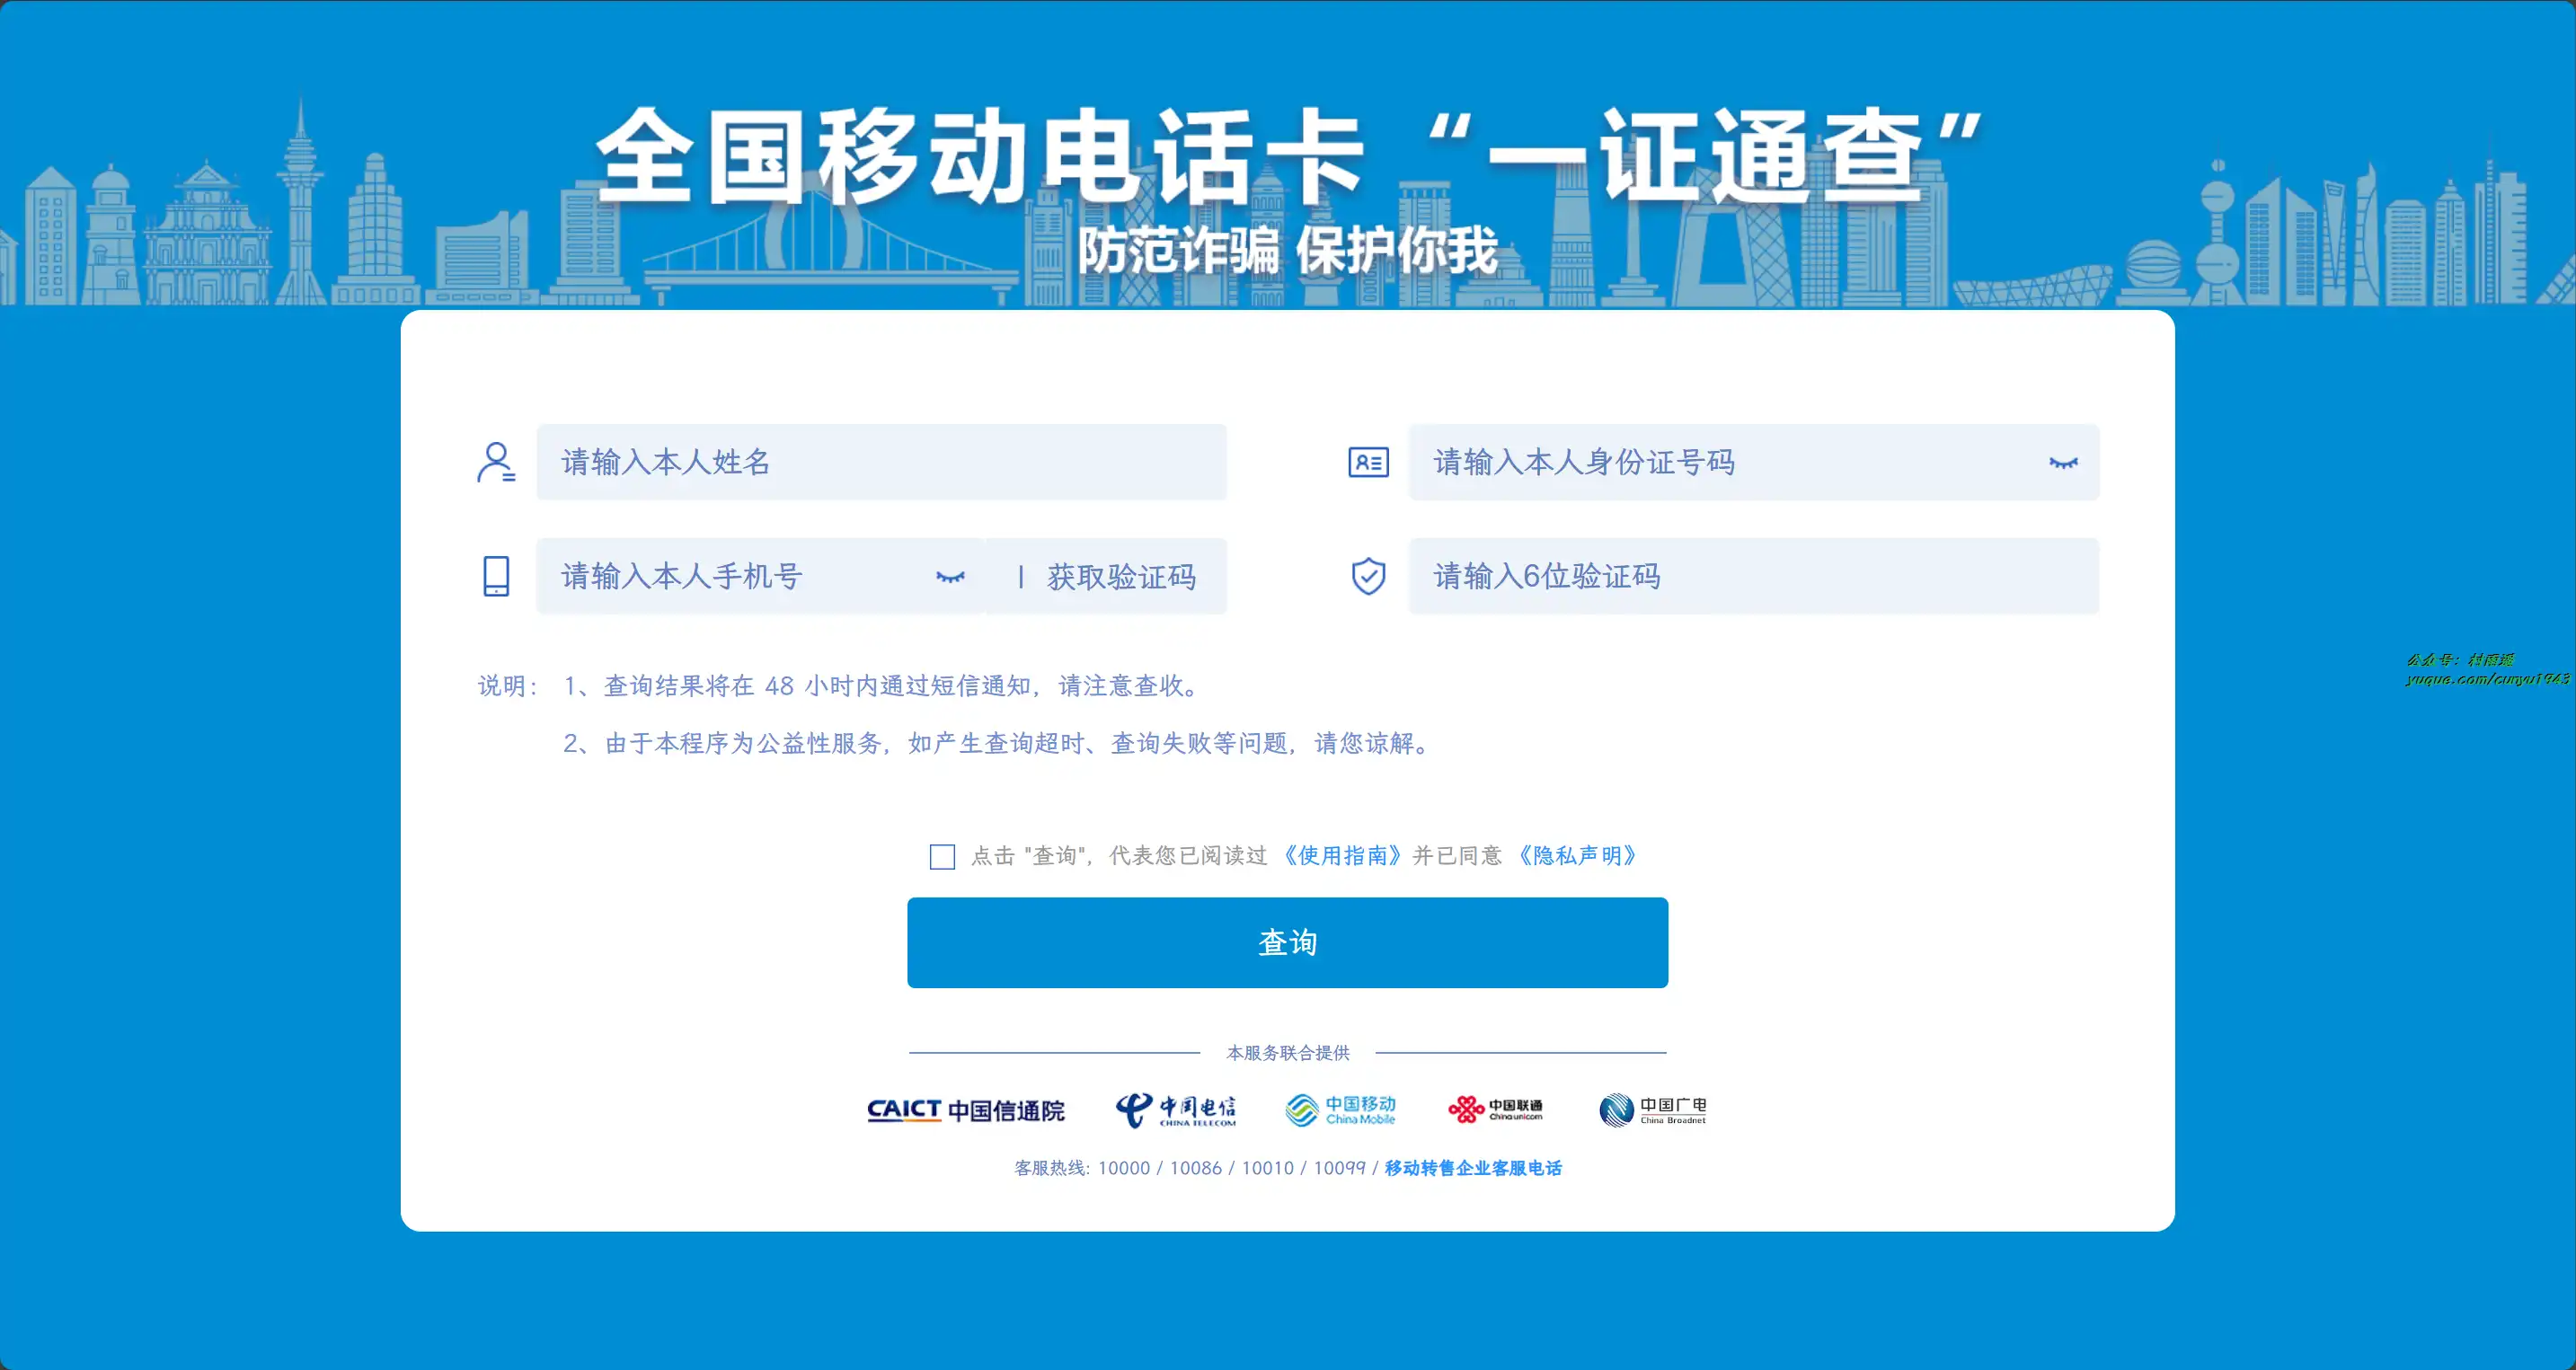 全国移动电话卡“一证通查”
防范诈骗 保护你我
请输入本人姓名
请输入本人身份证号码
请输入本人手机号 | 获取验证码
请输入6位验证码
说明： 1、查询结果将在 48 小时内通过短信通知，请注意查收。
2、由于本程序为公益性服务，如产生查询超时、查询失败等问题，请您谅解。
点击 "查询"，代表您已阅读过 《使用指南》并已同意 《隐私声明》
查询
本服务联合提供
CAICT 中国信通院
中国电信
CHINA TELECOM
中国移动
China Mobile
中国联通
China unicom
中国广电
China Broadnet
客服热线: 10000 / 10086 / 10010 / 10099 / 移动转售企业客服电话
公众号：
yuque.com/cunyu1943